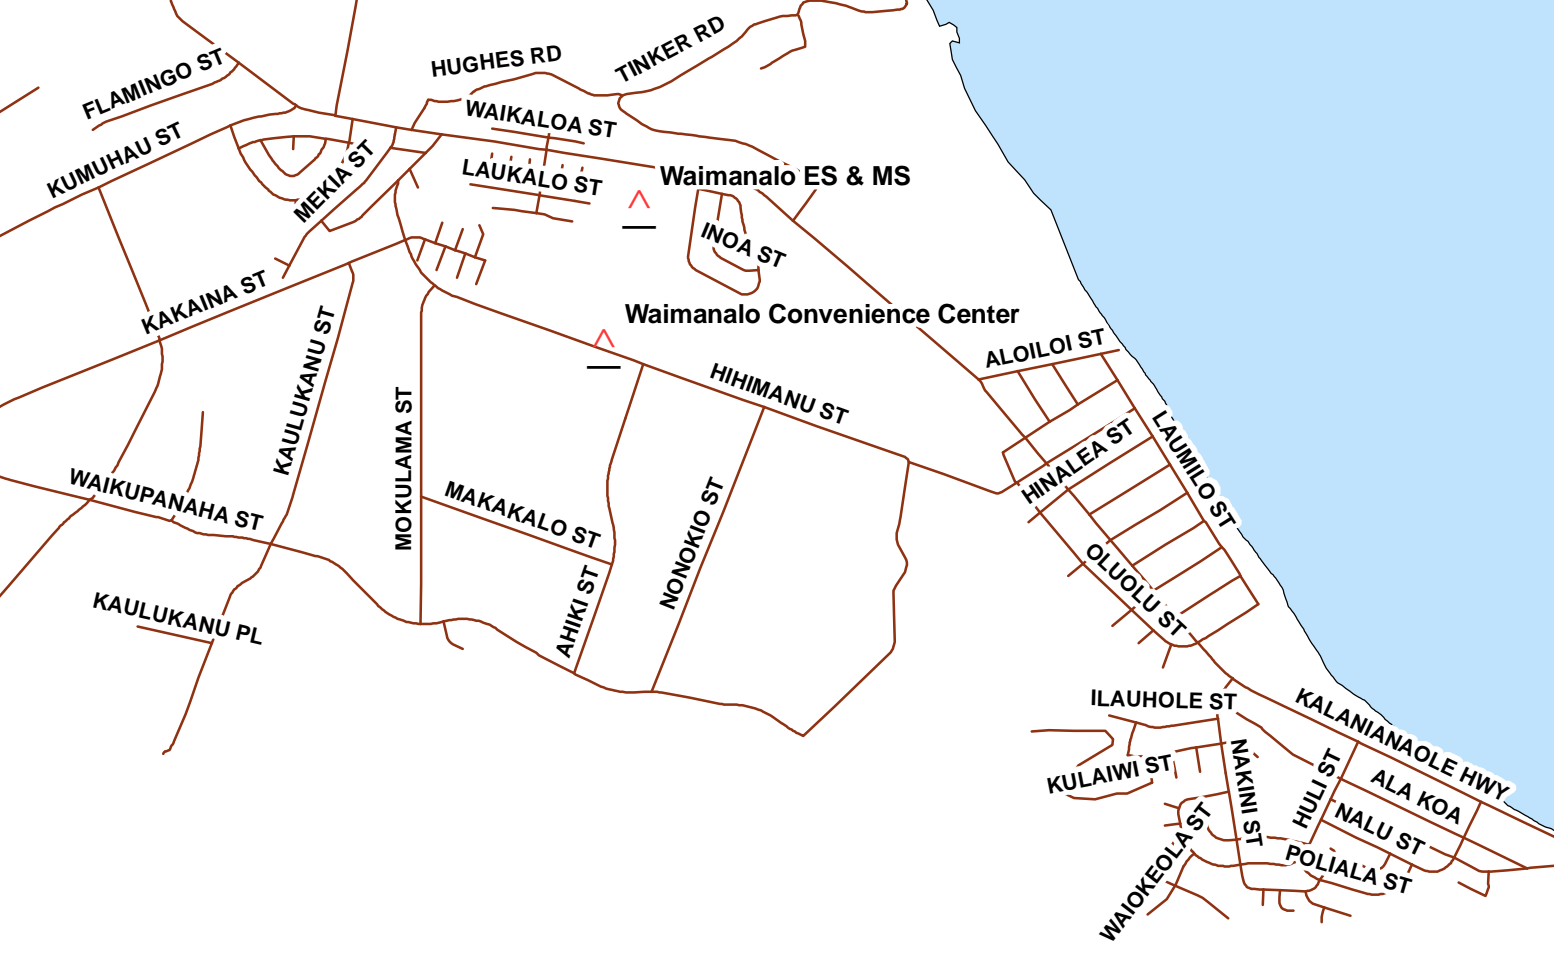 TINKER RD
HUGHES RD
FLAMINGO ST
WAIKALOA ST
KUMUHAU ST
MEKIA ST
LAUKALO ST
Waimanalo ES & MS
INOA ST
KAKAINA ST
Waimanalo Convenience Center
KAULUKANU ST
ALOILOI ST
HIHIMANU ST
MOKULAMA ST
LAUMILO ST
HINALEA ST
WAIKUPANAHA ST
MAKAKALO ST
NONOKIO ST
OLUOLU ST
AHIKI ST
KAULUKANU PL
ILAUHOLE ST
KALANIANAOLE HWY
KULAIWI ST
NAKINI ST
HULI ST
ALA KOA
NALU ST
WAIOKEOLA ST
POLIALA ST